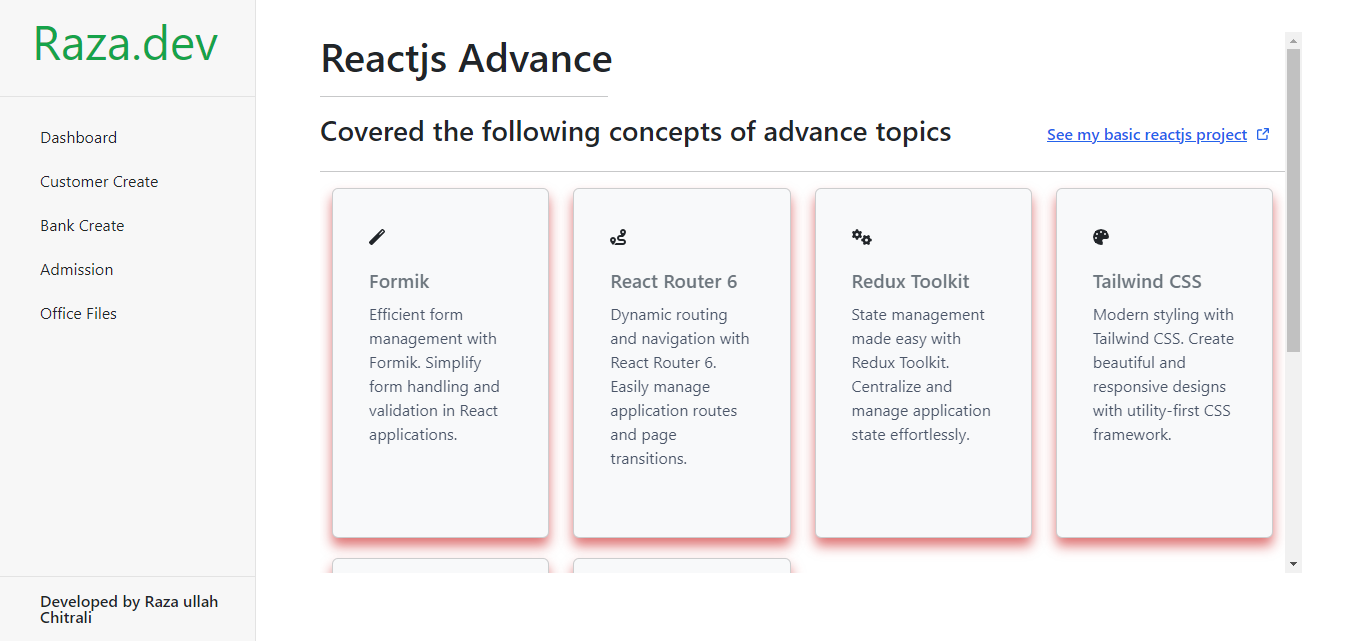 Raza.dev
Dashboard
Customer Create
Bank Create
Admission
Office Files
Developed by Raza ullah
Chitrali
Reactjs Advance
Covered the following concepts of advance topics
See my basic reactjs project
Formik
Efficient form
management with
Formik. Simplify
form handling and
validation in React
applications.
React Router 6
Dynamic routing
and navigation with
React Router 6.
Easily manage
application routes
and page
transitions.
Redux Toolkit
State management
made easy with
Redux Toolkit.
Centralize and
manage application
state effortlessly.
Tailwind CSS
Modern styling with
Tailwind CSS. Create
beautiful and
responsive designs
with utility-first CSS
framework.